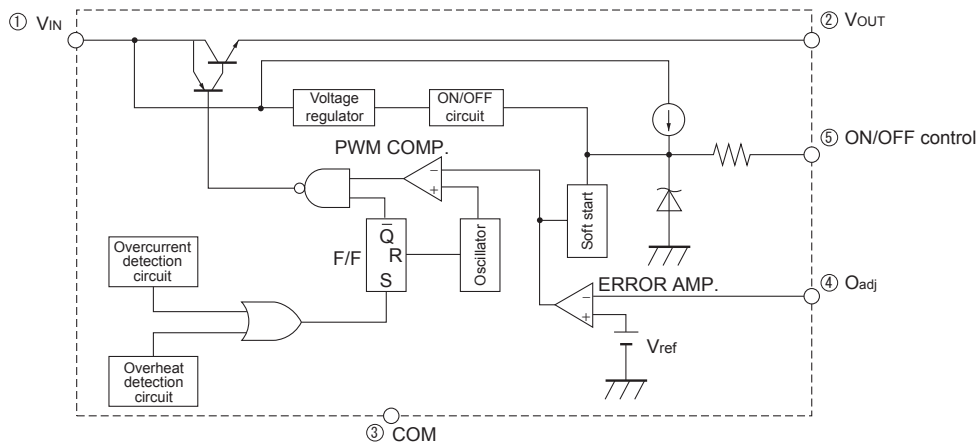 ① VIN
② VOUT
Voltage
regulator
ON/OFF
circuit
⑤ ON/OFF control
PWM COMP.
−
+
Soft start
Overcurrent
detection
circuit
F/F
Q̅
R
S
Oscillator
ERROR AMP.
④ Oadj
−
+
Vref
Overheat
detection
circuit
③ COM